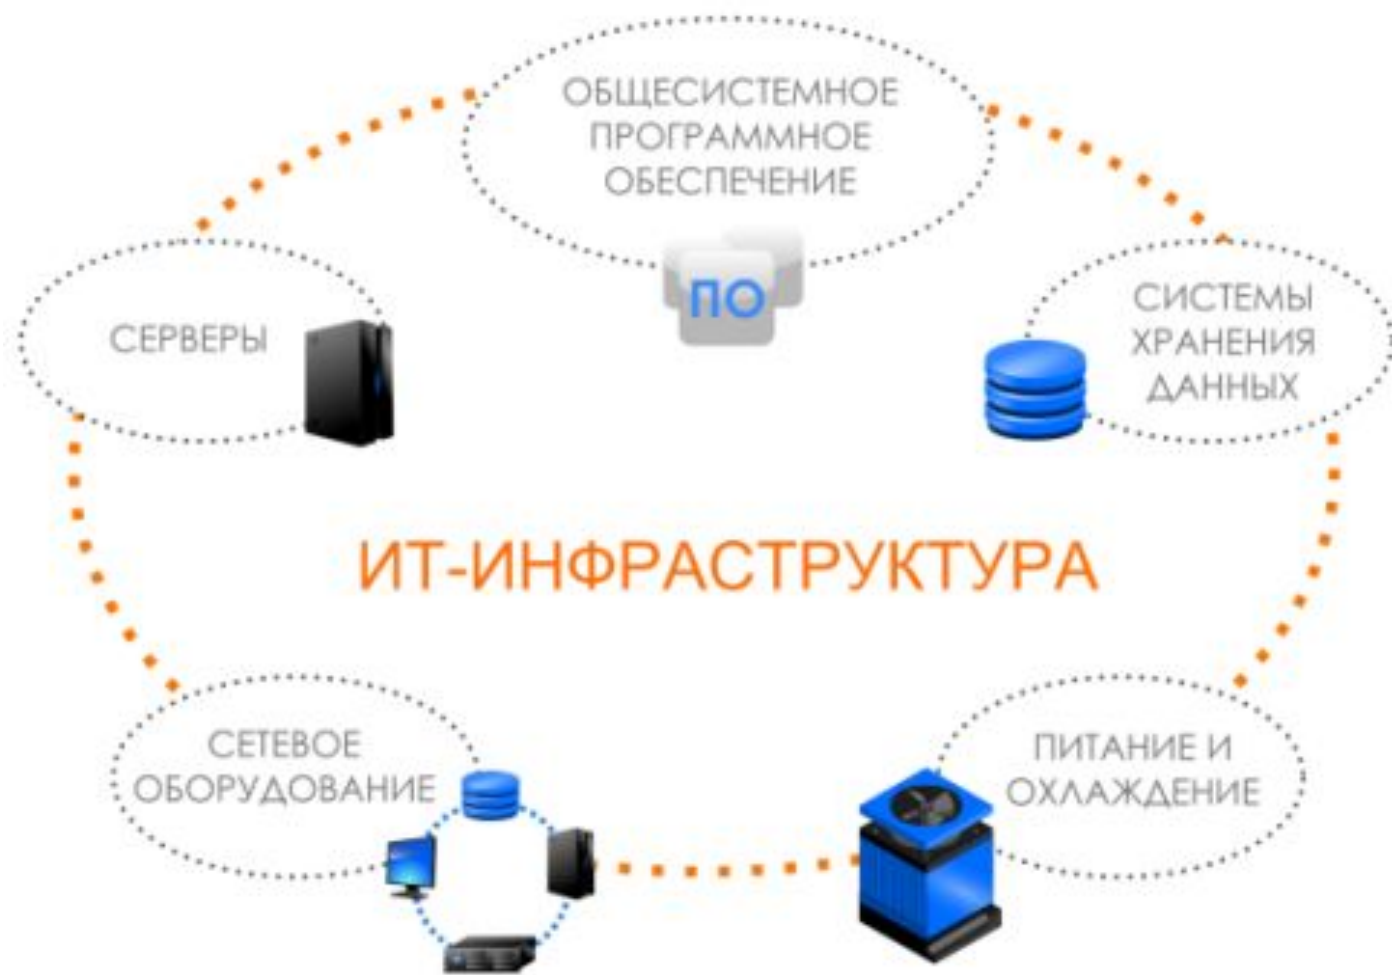 ОБЩЕСИСТЕМНОЕ
ПРОГРАММНОЕ
ОБЕСПЕЧЕНИЕ
ПО
СЕРВЕРЫ
СИСТЕМЫ
ХРАНЕНИЯ
ДАННЫХ
ИТ-ИНФРАСТРУКТУРА
СЕТЕВОЕ
ОБОРУДОВАНИЕ
ПИТАНИЕ И
ОХЛАЖДЕНИЕ